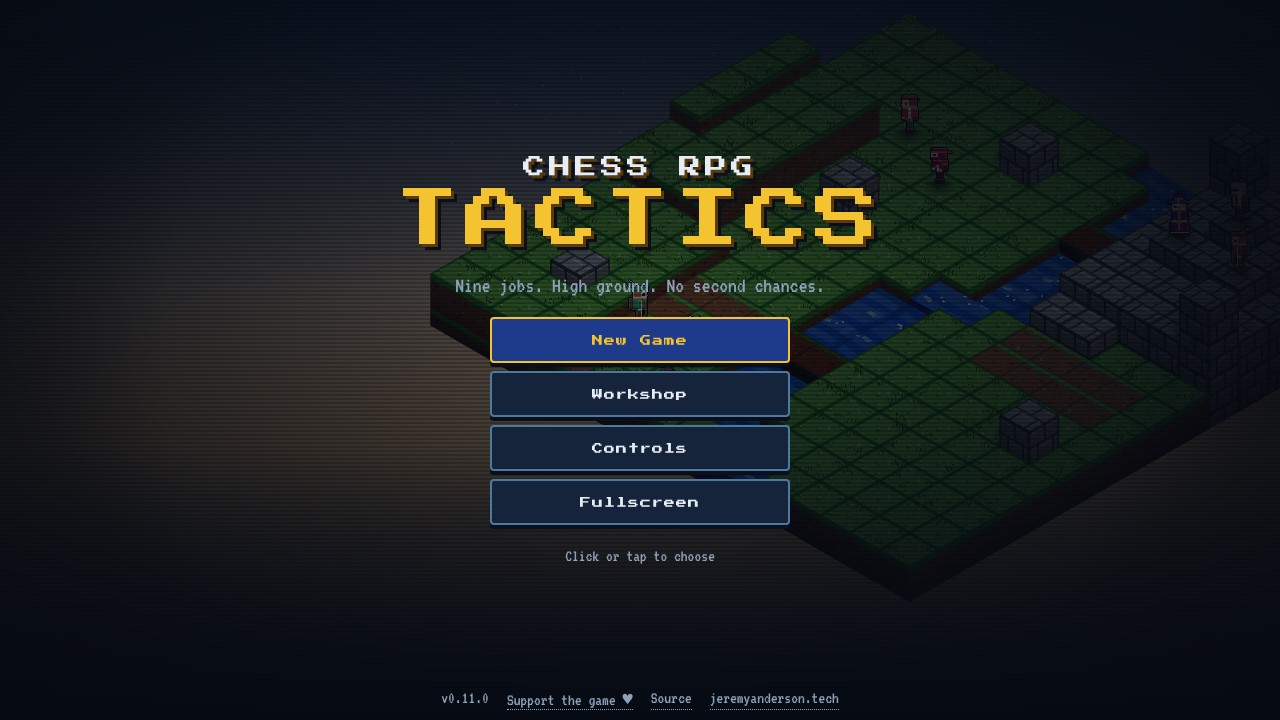 CHESS RPG
TACTICS
Nine jobs. High ground. No second chances.
New Game
Workshop
Controls
Fullscreen
Click or tap to choose
v0.11.0 Support the game ♥ Source jeremyanderson.tech